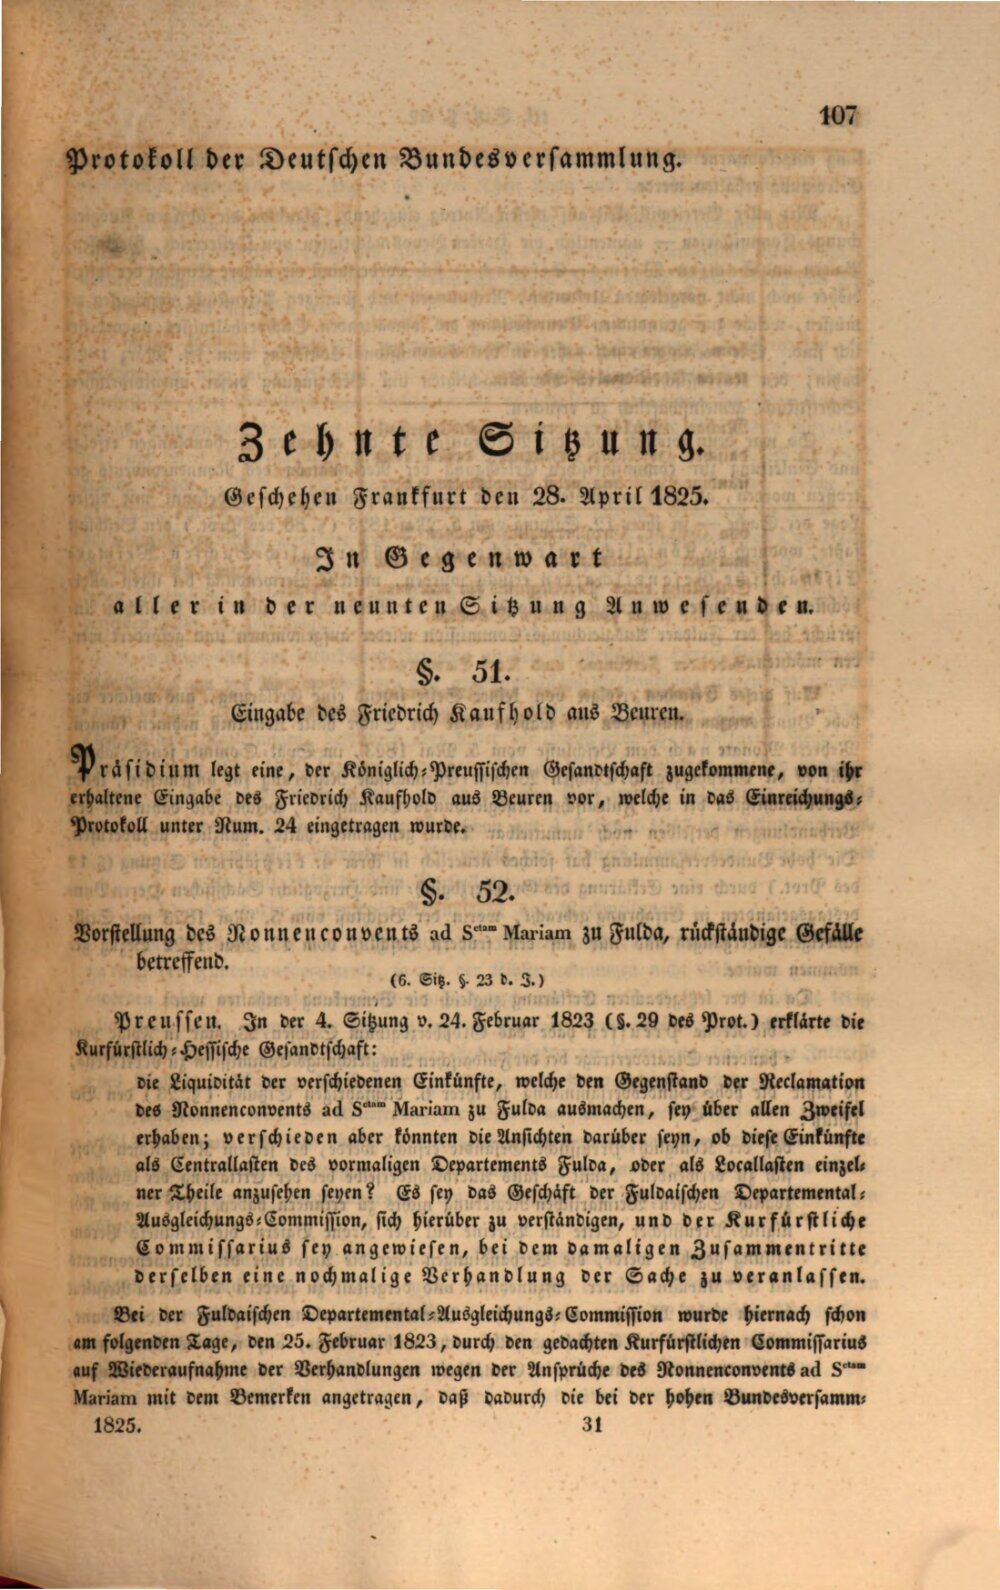 107
Protokoll der Deutschen Bundesversammlung.
Zehnte Sitzung.
Geschehen Frankfurt den 28. April 1825.
In Gegenwart
aller in der neunten Sitzung Anwesenden.
§. 51.
Eingabe des Friedrich Kaufhold aus Beuren.
Präsidium legt eine, der Königlich-Preussischen Gesandtschaft zugekommene, von ihr
erhaltene Eingabe des Friedrich Kaufhold aus Beuren vor, welche in das Einreichungs-
Protokoll unter Num. 24 eingetragen wurde.
§. 52.
Vorstellung des Nonnenconvents ad Sctam Mariam zu Fulda, rückständige Gefälle
betreffend.
(6. Sitz. §. 23 d. J.)
Preussen. In der 4. Sitzung v. 24. Februar 1823 (§. 29 des Prot.) erklärte die
Kurfürstlich-Hessische Gesandtschaft:
die Liquidität der verschiedenen Einkünfte, welche den Gegenstand der Reclamation
des Nonnenconvents ad Sctam Mariam zu Fulda ausmachen, sey über allen Zweifel
erhaben; verschieden aber könnten die Ansichten darüber seyn, ob diese Einkünfte
als Centrallasten des vormaligen Departements Fulda, oder als Locallasten einzel-
ner Theile anzusehen seyen? Es sey das Geschäft der Fuldaischen Departemental-
Ausgleichungs-Commission, sich hierüber zu verständigen, und der Kurfürstliche
Commissarius sey angewiesen, bei dem damaligen Zusammentritte
derselben eine nochmalige Verhandlung der Sache zu veranlassen.
Bei der Fuldaischen Departemental-Ausgleichungs-Commission wurde hiernach schon
am folgenden Tage, den 25. Februar 1823, durch den gedachten Kurfürstlichen Commissarius
auf Wiederaufnahme der Verhandlungen wegen der Ansprüche des Nonnenconvents ad Sctam
Mariam mit dem Bemerken angetragen, daß dadurch die bei der hohen Bundesversamm-
1825. 31